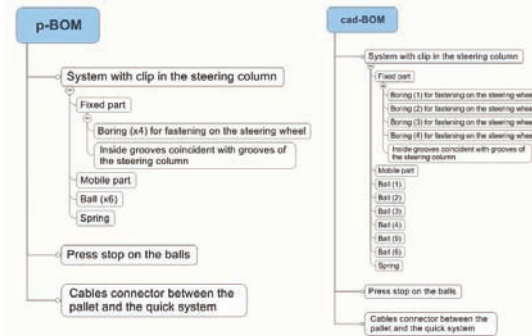 p-BOM
System with clip in the steering column
Fixed part
Boring (x4) for fastening on the steering wheel
Inside grooves coincident with grooves of
the steering column
Mobile part
Ball (x6)
Spring
Press stop on the balls
Cables connector between the
pallet and the quick system
cad-BOM
System with clip in the steering column
Fixed part
Boring (1) for fastening on the steering whee
Boring (2) for fastening on the steering whee
Boring (3) for fastening on the steering whee
Boring (4) for fastening on the steering whee
Inside grooves coincident with grooves of
the steering column
Mobile part
Ball (1)
Ball (2)
Ball (3)
Ball (4)
Ball (5)
Ball (6)
Spring
Press stop on the balls
Cables connector between the
pallet and the quick system